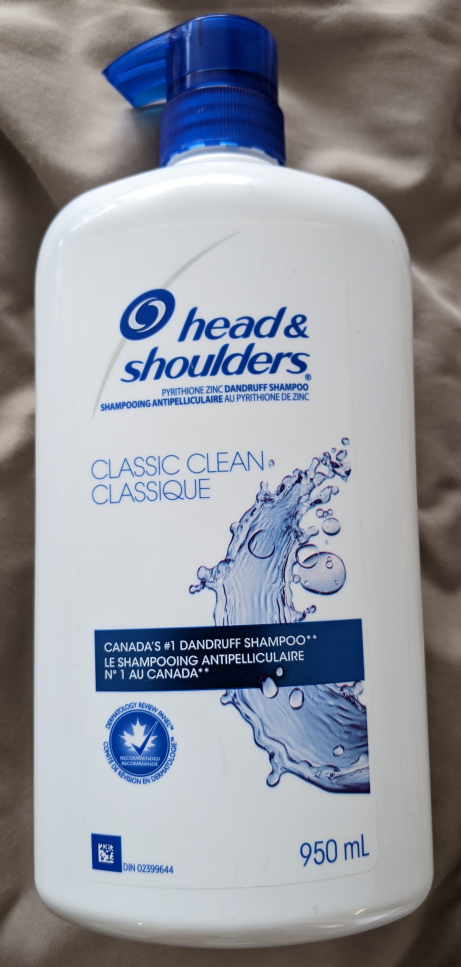 head &
shoulders®
PYRITHIONE ZINC DANDRUFF SHAMPOO
SHAMPOOING ANTIPELLICULAIRE AU PYRITHIONE DE ZINC
CLASSIC CLEAN
CLASSIQUE
CANADA'S #1 DANDRUFF SHAMPOO**
LE SHAMPOOING ANTIPELLICULAIRE
N° 1 AU CANADA**
DERMATOLOGY REVIEW PANEL™
RECOMMENDED
RECOMMANDÉ
COMITÉ DE RÉVISION EN DERMATOLOGIE
DIN 02399644
950 mL